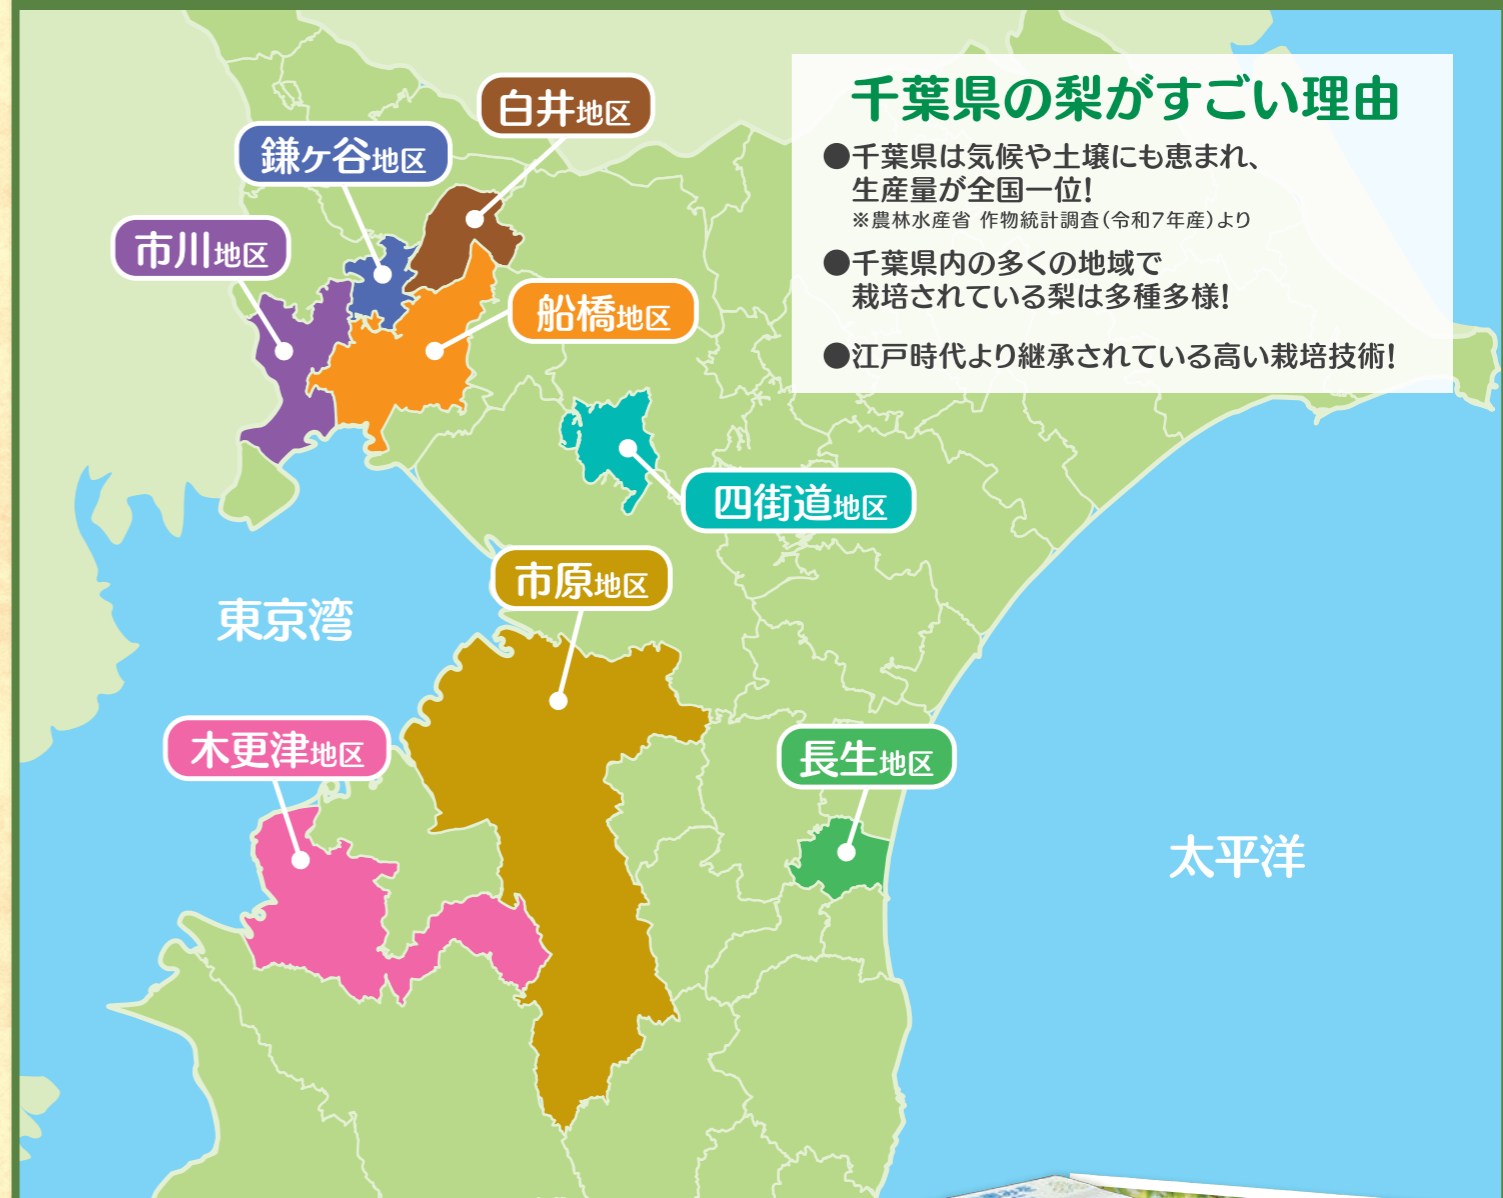 千葉県の梨がすごい理由
●千葉県は気候や土壌にも恵まれ、
生産量が全国一位！
※農林水産省 作物統計調査（令和7年産）より
●千葉県内の多くの地域で
栽培されている梨は多種多様！
●江戸時代より継承されている高い栽培技術！
白井地区
鎌ヶ谷地区
市川地区
船橋地区
四街道地区
市原地区
東京湾
木更津地区
長生地区
太平洋